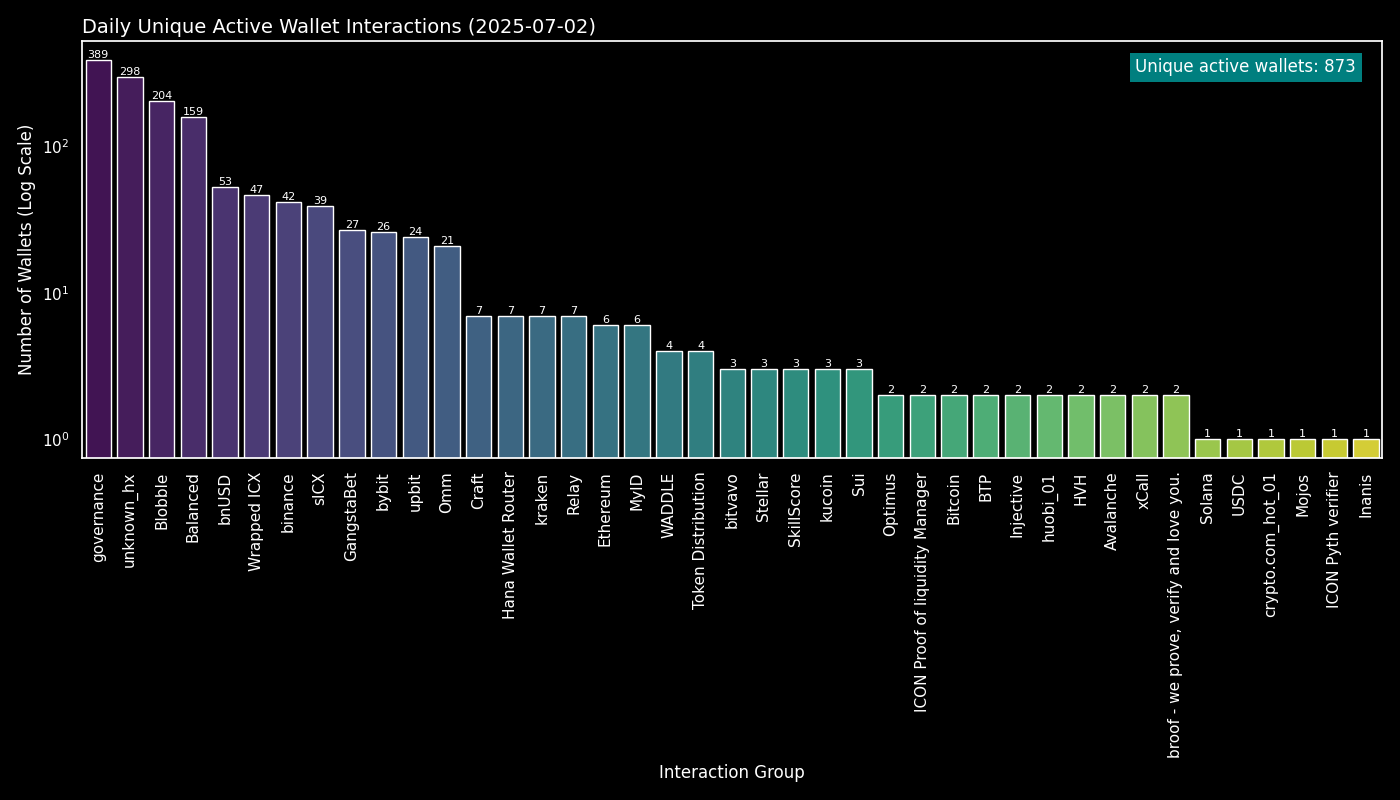 Daily Unique Active Wallet Interactions (2025-07-02)
Unique active wallets: 873
Number of Wallets (Log Scale)
10²
10¹
10⁰
389
298
204
159
53
47
42
39
27
26
24
21
7
7
7
7
6
6
4
4
3
3
3
3
3
2
2
2
2
2
2
2
2
2
2
1
1
1
1
1
1
governance
unknown_hx
Blobble
Balanced
bnUSD
Wrapped ICX
binance
sICX
GangstaBet
bybit
upbit
Omm
Craft
Hana Wallet Router
kraken
Relay
Ethereum
MyID
WADDLE
Token Distribution
bitvavo
Stellar
SkillScore
kucoin
Sui
Optimus
ICON Proof of liquidity Manager
Bitcoin
BTP
Injective
huobi_01
HVH
Avalanche
xCall
broof - we prove, verify and love you.
Solana
USDC
crypto.com_hot_01
Mojos
ICON Pyth verifier
Inanis
Interaction Group